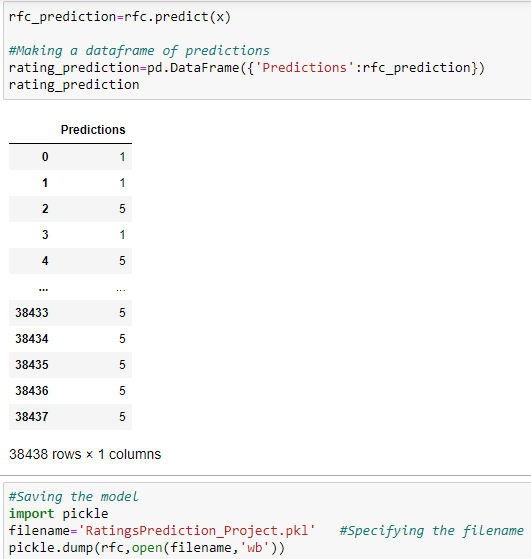 rfc_prediction=rfc.predict(x)
#Making a dataframe of predictions
rating_prediction=pd.DataFrame({'Predictions':rfc_prediction})
rating_prediction
Predictions
0 1
1 1
2 5
3 1
4 5
... ...
38433 5
38434 5
38435 5
38436 5
38437 5
38438 rows × 1 columns
#Saving the model
import pickle
filename='RatingsPrediction_Project.pkl' #Specifying the filename
pickle.dump(rfc,open(filename,'wb'))